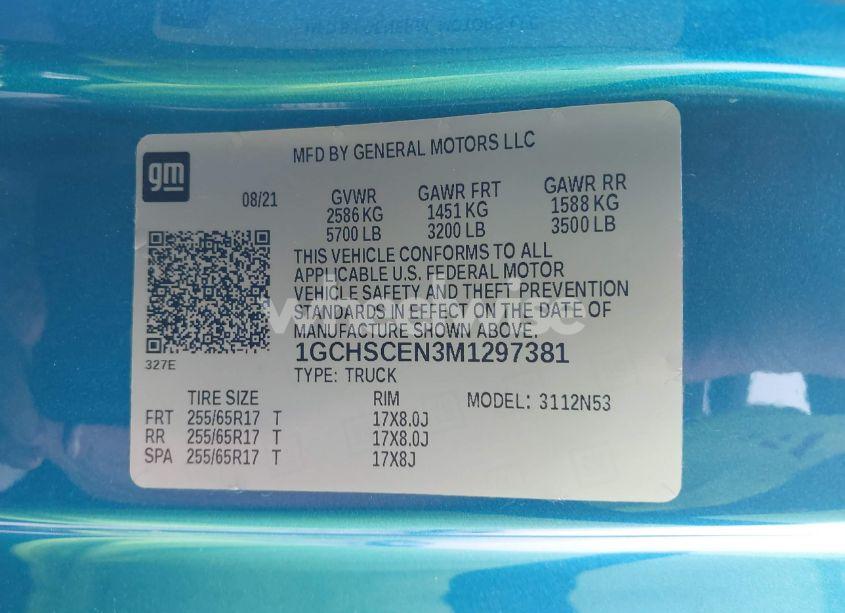 MFD BY GENERAL MOTORS LLC
gm
08/21
GVWR GAWR FRT GAWR RR
2586 KG 1451 KG 1588 KG
5700 LB 3200 LB 3500 LB
THIS VEHICLE CONFORMS TO ALL
APPLICABLE U.S. FEDERAL MOTOR
VEHICLE SAFETY AND THEFT PREVENTION
STANDARDS IN EFFECT ON THE DATE OF
MANUFACTURE SHOWN ABOVE.
1GCHSCEN3M1297381
327E
TYPE: TRUCK
TIRE SIZE RIM MODEL: 3112N53
FRT 255/65R17 T 17X8.0J
RR 255/65R17 T 17X8.0J
SPA 255/65R17 T 17X8J